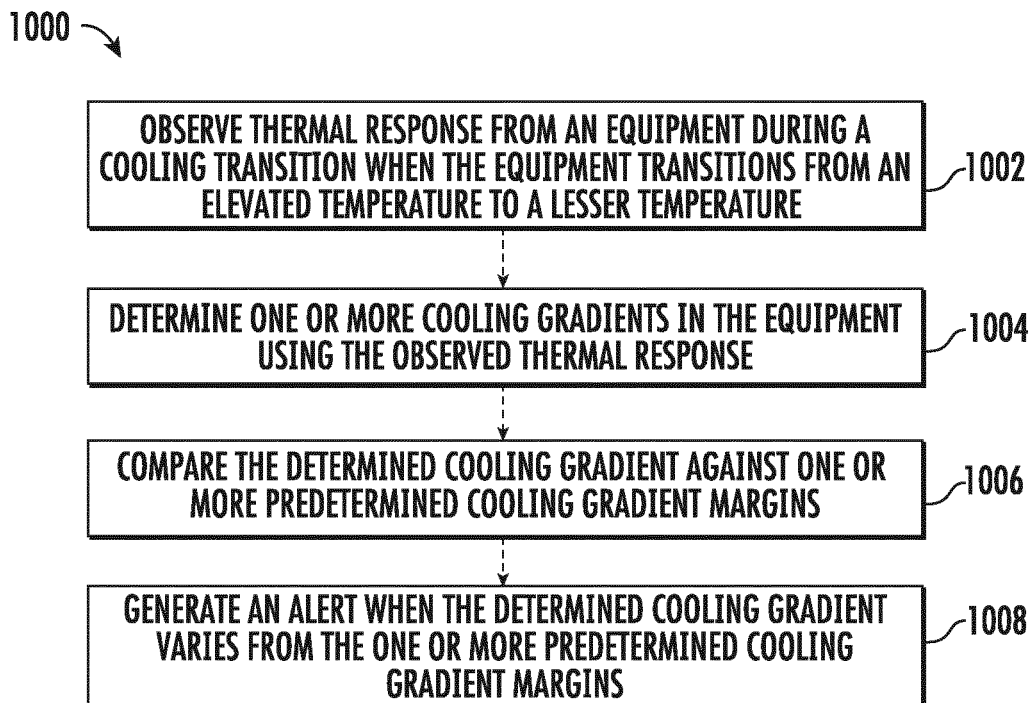 1000
OBSERVE THERMAL RESPONSE FROM AN EQUIPMENT DURING A
COOLING TRANSITION WHEN THE EQUIPMENT TRANSITIONS FROM AN
ELEVATED TEMPERATURE TO A LESSER TEMPERATURE
1002
DETERMINE ONE OR MORE COOLING GRADIENTS IN THE EQUIPMENT
USING THE OBSERVED THERMAL RESPONSE
1004
COMPARE THE DETERMINED COOLING GRADIENT AGAINST ONE OR
MORE PREDETERMINED COOLING GRADIENT MARGINS
1006
GENERATE AN ALERT WHEN THE DETERMINED COOLING GRADIENT
VARIES FROM THE ONE OR MORE PREDETERMINED COOLING
GRADIENT MARGINS
1008